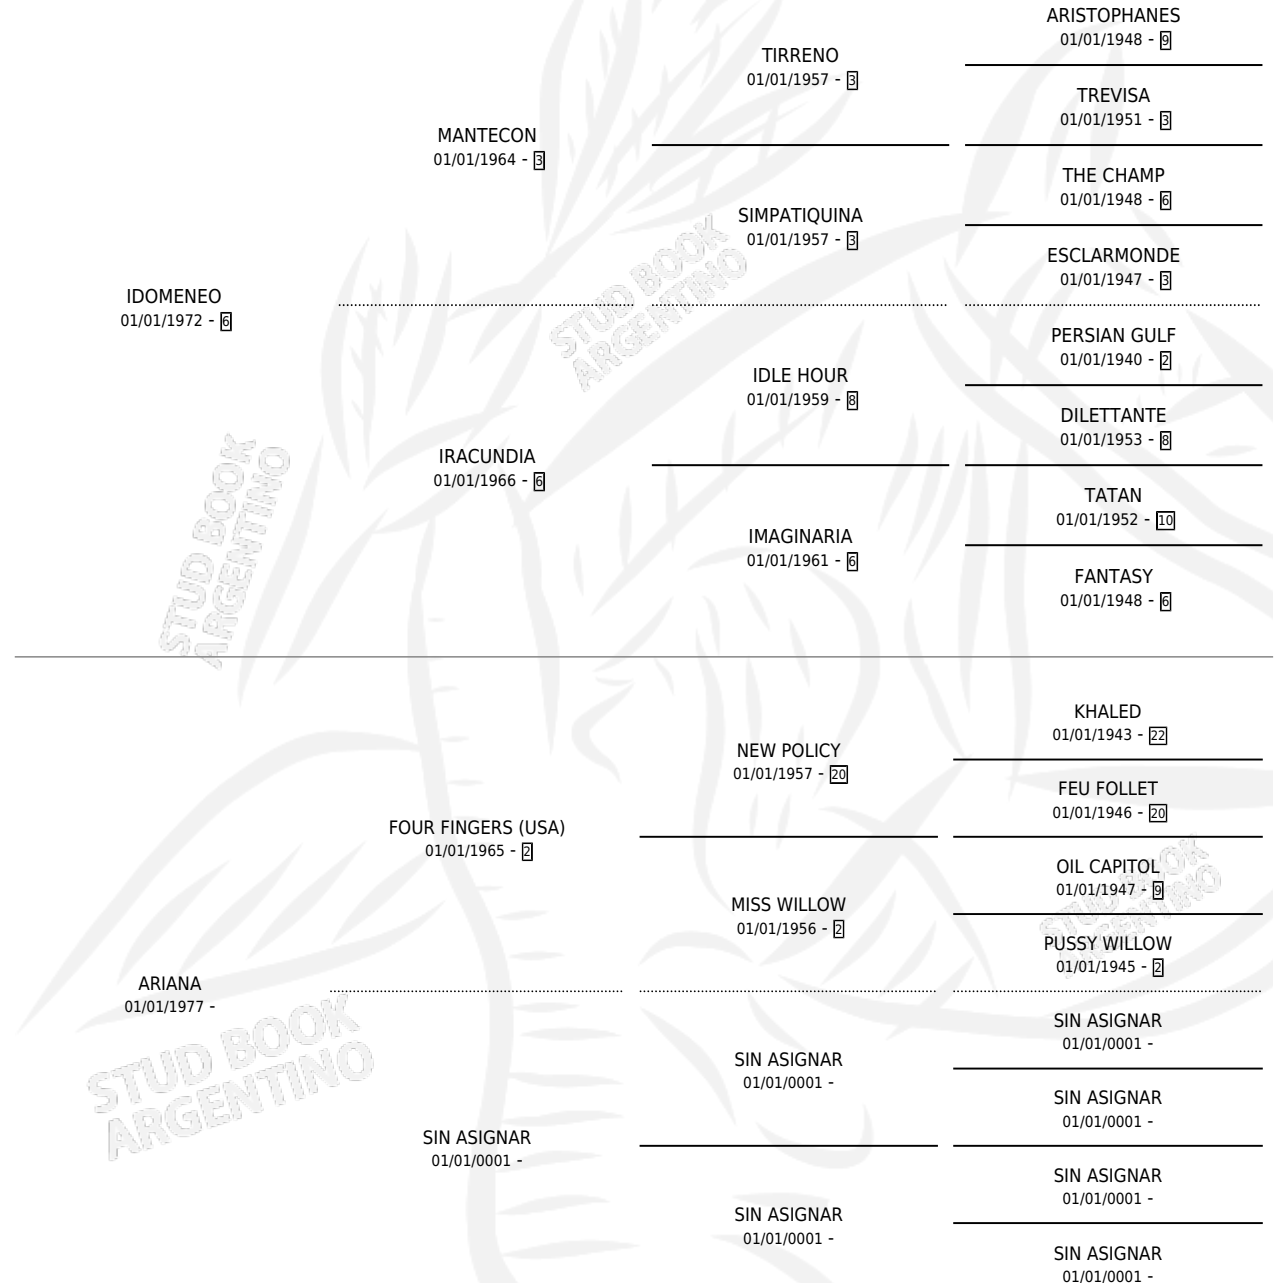 ARISTOPHANES
01/01/1948 - 9
TIRRENO
01/01/1957 - 3
TREVISA
01/01/1951 - 3
MANTECON
01/01/1964 - 3
THE CHAMP
01/01/1948 - 6
SIMPATIQUINA
01/01/1957 - 3
ESCLARMONDE
01/01/1947 - 3
IDOMENEO
01/01/1972 - 6
PERSIAN GULF
01/01/1940 - 2
IDLE HOUR
01/01/1959 - 8
DILETTANTE
01/01/1953 - 8
IRACUNDIA
01/01/1966 - 6
TATAN
01/01/1952 - 10
IMAGINARIA
01/01/1961 - 6
FANTASY
01/01/1948 - 6
STUD BOOK
ARGENTINO
STUD BOOK
ARGENTINO
KHALED
01/01/1943 - 22
NEW POLICY
01/01/1957 - 20
FEU FOLLET
01/01/1946 - 20
FOUR FINGERS (USA)
01/01/1965 - 2
OIL CAPITOL
01/01/1947 - 9
MISS WILLOW
01/01/1956 - 2
PUSSY WILLOW
01/01/1945 - 2
ARIANA
01/01/1977 -
SIN ASIGNAR
01/01/0001 -
SIN ASIGNAR
01/01/0001 -
SIN ASIGNAR
01/01/0001 -
SIN ASIGNAR
01/01/0001 -
SIN ASIGNAR
01/01/0001 -
SIN ASIGNAR
01/01/0001 -
SIN ASIGNAR
01/01/0001 -
STUD BOOK
ARGENTINO
STUD BOOK
ARGENTINO